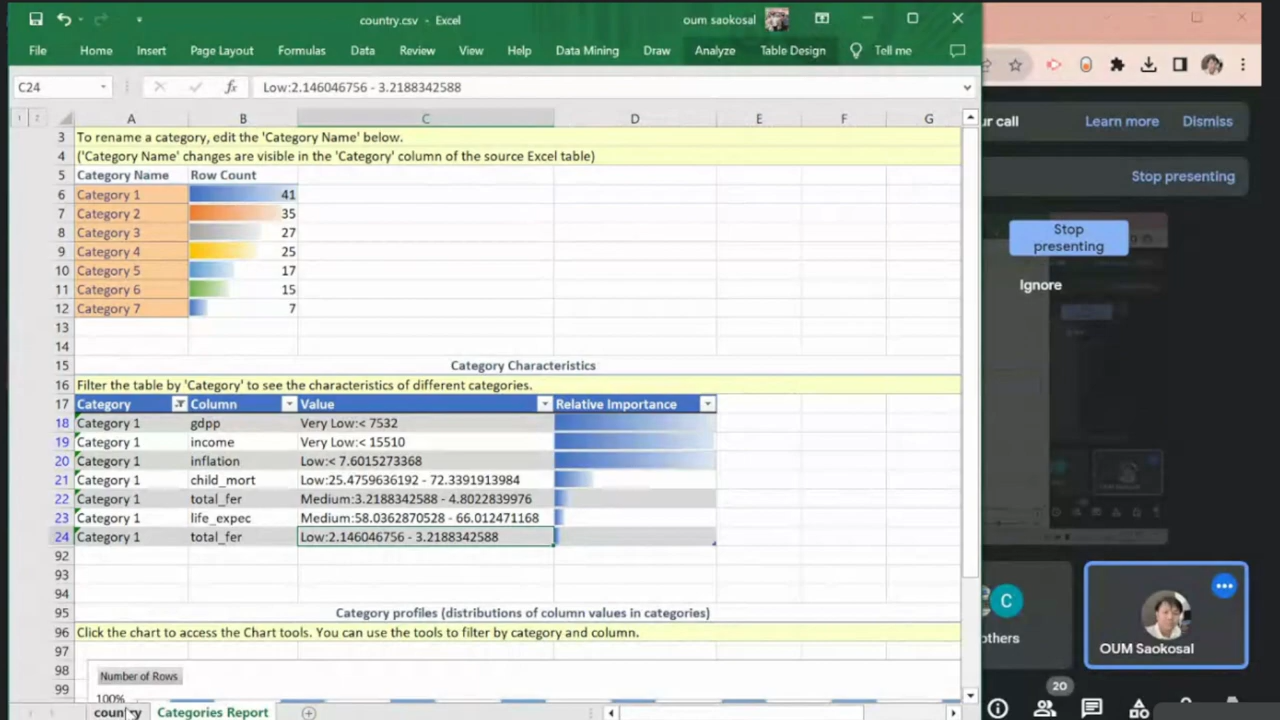 country.csv - Excel
oum saokosal
File Home Insert Page Layout Formulas Data Review View Help Data Mining Draw Analyze Table Design Tell me
C24 fx Low:2.146046756 - 3.2188342588
A B C D E F G
3 To rename a category, edit the 'Category Name' below.
4 ('Category Name' changes are visible in the 'Category' column of the source Excel table)
5 Category Name Row Count
6 Category 1 41
7 Category 2 35
8 Category 3 27
9 Category 4 25
10 Category 5 17
11 Category 6 15
12 Category 7 7
13
14
15 Category Characteristics
16 Filter the table by 'Category' to see the characteristics of different categories.
17 Category Column Value Relative Importance
18 Category 1 gdpp Very Low:< 7532
19 Category 1 income Very Low:< 15510
20 Category 1 inflation Low:< 7.6015273368
21 Category 1 child_mort Low:25.4759636192 - 72.3391913984
22 Category 1 total_fer Medium:3.2188342588 - 4.8022839976
23 Category 1 life_expec Medium:58.0362870528 - 66.012471168
24 Category 1 total_fer Low:2.146046756 - 3.2188342588
92
93
94
95 Category profiles (distributions of column values in categories)
96 Click the chart to access the Chart tools. You can use the tools to filter by category and column.
97
98 Number of Rows
99 100%
country Categories Report
1 2
ur call Learn more Dismiss
Stop presenting
Stop
presenting
Ignore
C
thers
OUM Saokosal
20